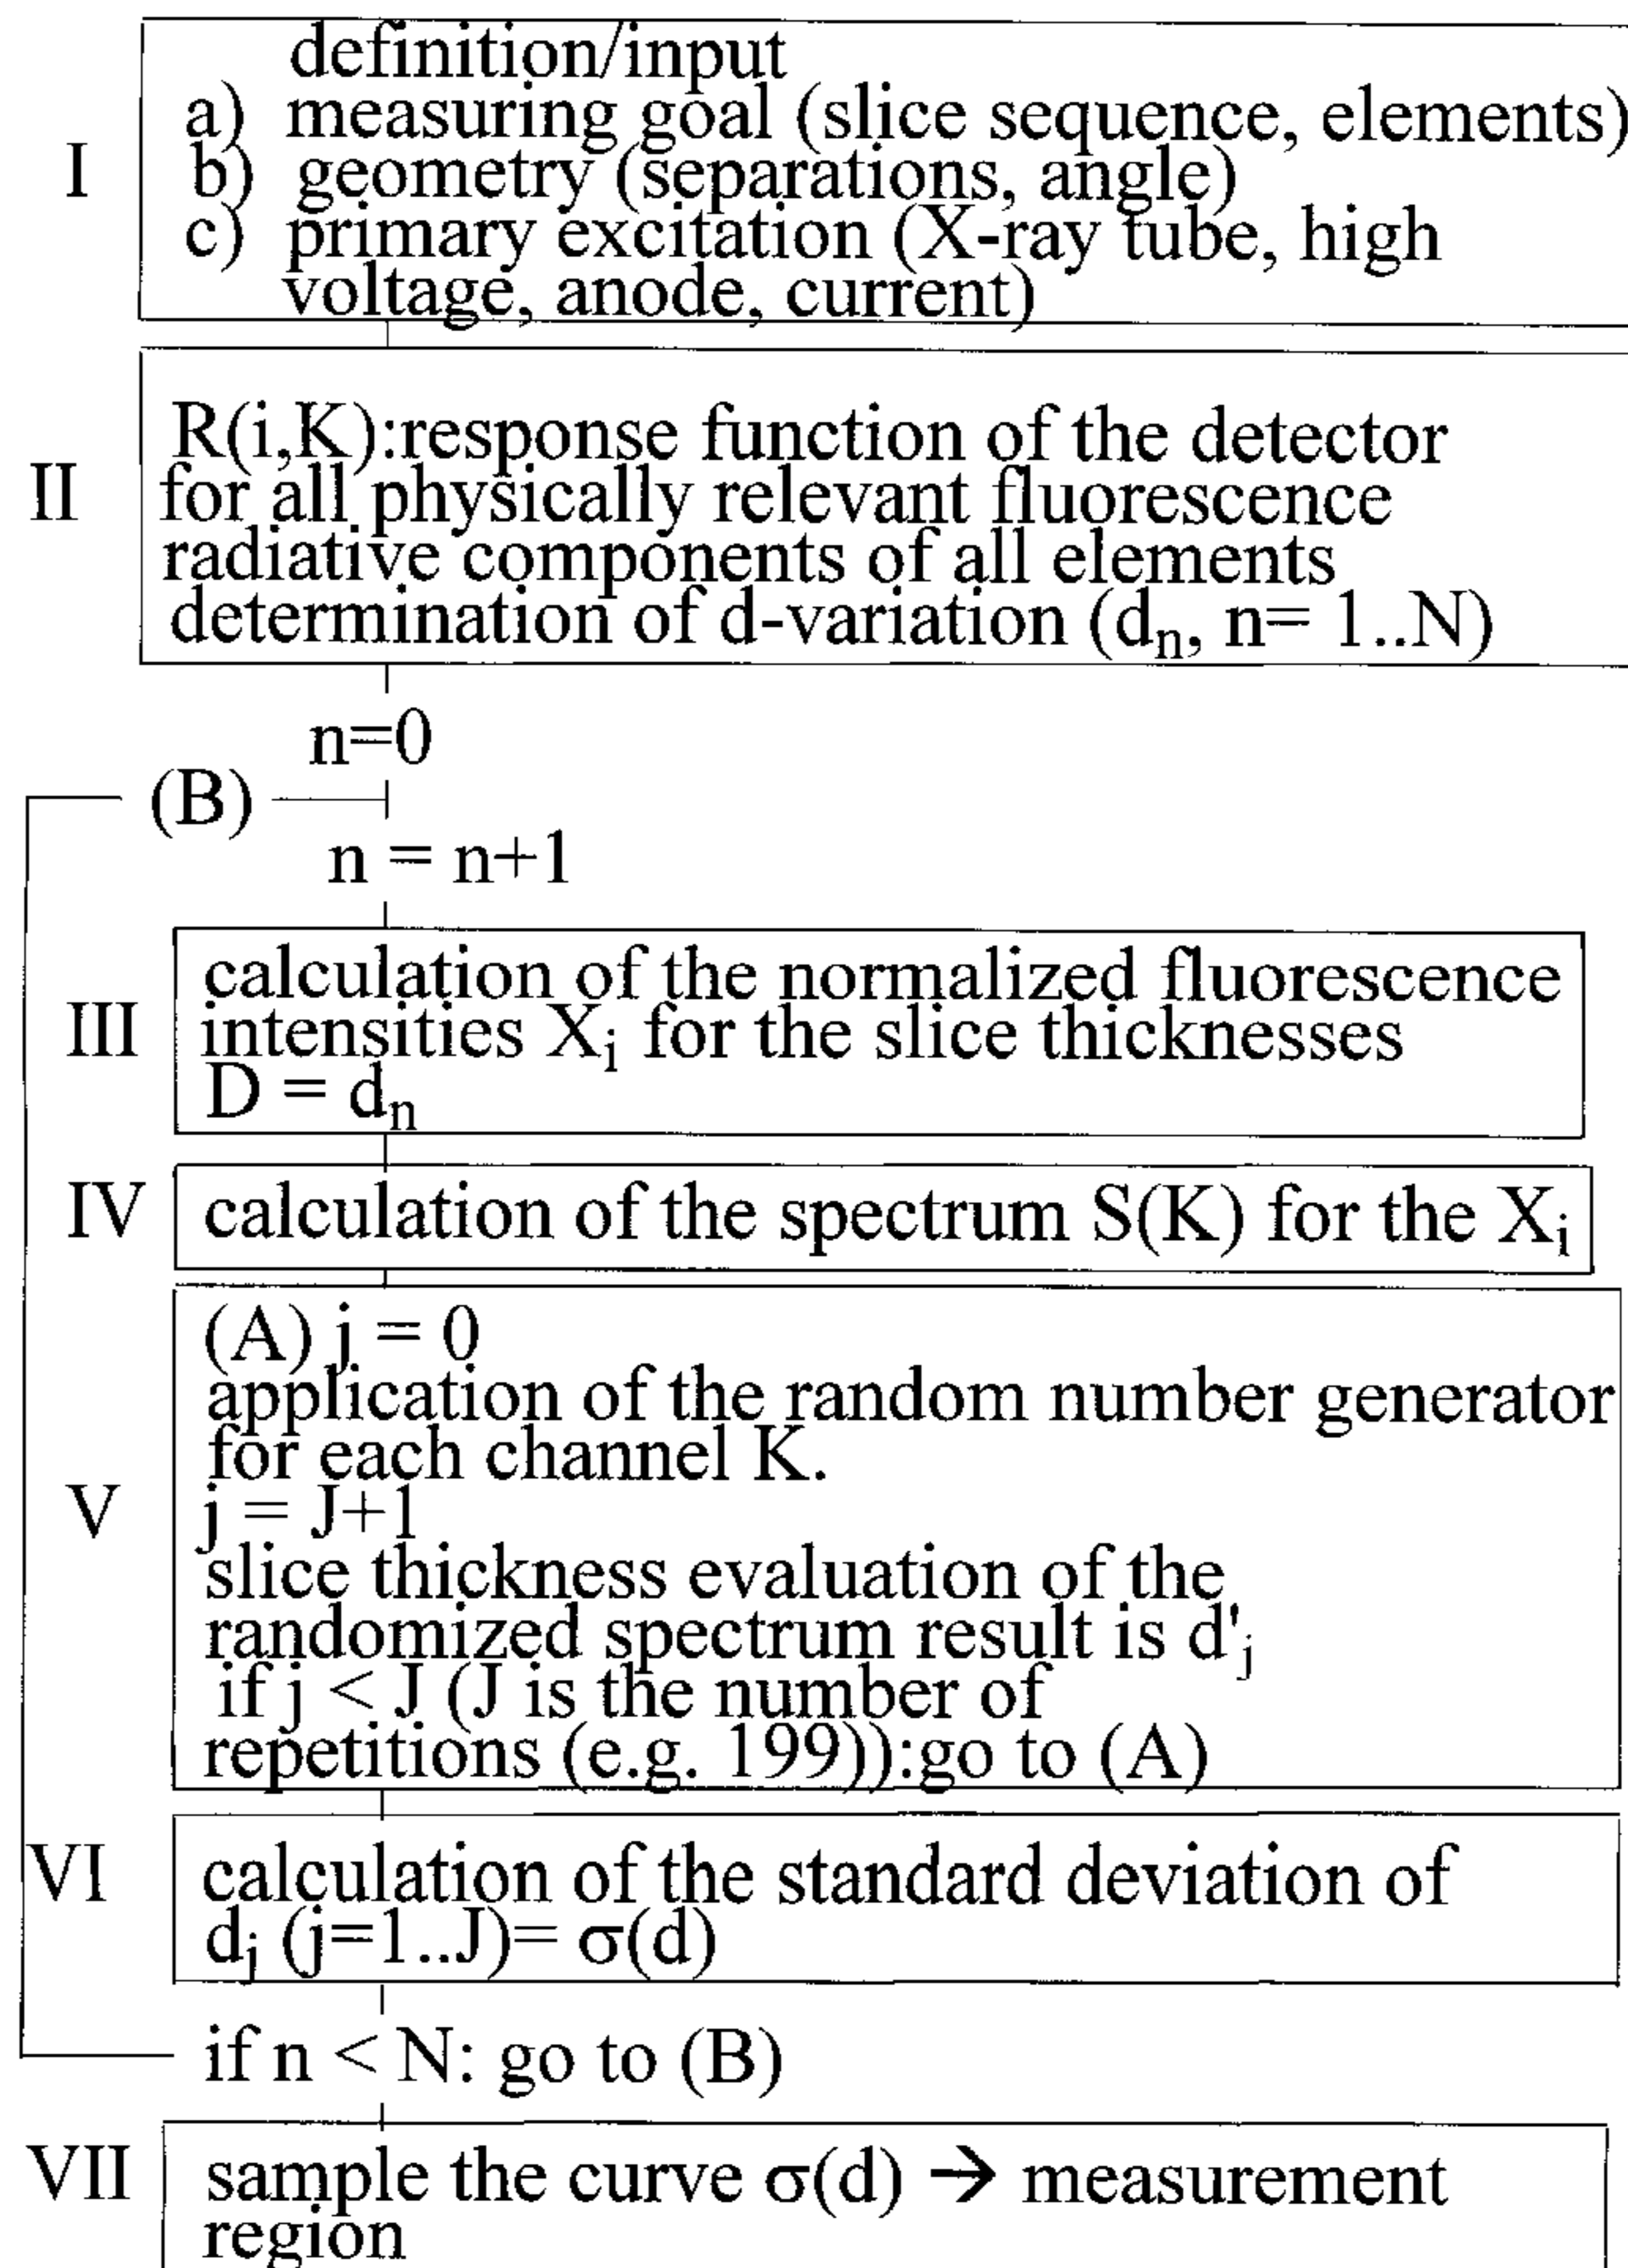 definition/input
a) measuring goal (slice sequence, elements)
I b) geometry (separations, angle)
c) primary excitation (X-ray tube, high
voltage, anode, current)
R(i,K):response function of the detector
II for all physically relevant fluorescence
radiative components of all elements
determination of d-variation (dₙ, n= 1..N)
n=0
(B)
n = n+1
calculation of the normalized fluorescence
III intensities Xᵢ for the slice thicknesses
D = dₙ
IV calculation of the spectrum S(K) for the Xᵢ
(A) j = 0
application of the random number generator
for each channel K.
V j = J+1
slice thickness evaluation of the
randomized spectrum result is d'ⱼ
if j < J (J is the number of
repetitions (e.g. 199)):go to (A)
VI calculation of the standard deviation of
dⱼ (j=1..J)= σ(d)
if n < N: go to (B)
VII sample the curve σ(d) → measurement
region